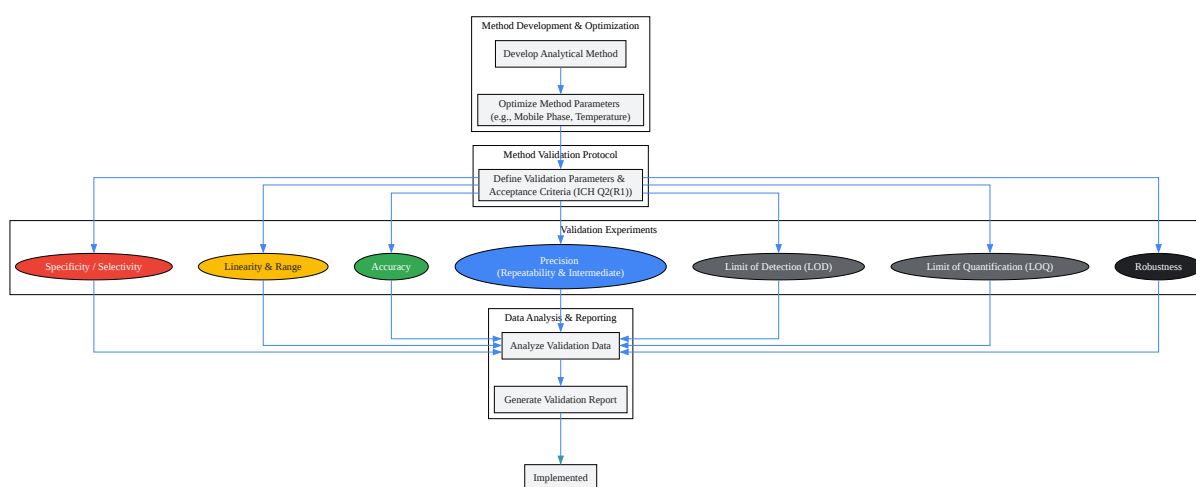 Method Development & Optimization
Develop Analytical Method
Optimize Method Parameters
(e.g., Mobile Phase, Temperature)
Method Validation Protocol
Define Validation Parameters &
Acceptance Criteria (ICH Q2(R1))
Validation Experiments
Specificity / Selectivity
Linearity & Range
Accuracy
Precision
(Repeatability & Intermediate)
Limit of Detection (LOD)
Limit of Quantification (LOQ)
Robustness
Data Analysis & Reporting
Analyze Validation Data
Generate Validation Report
Implemented